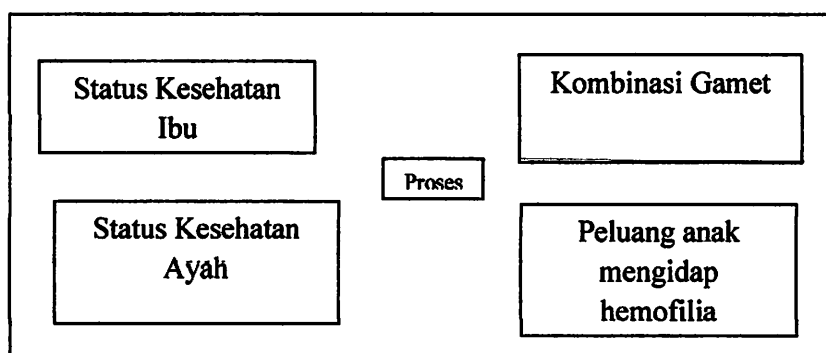 Status Kesehatan
Ibu
Status Kesehatan
Ayah
Proses
Kombinasi Gamet
Peluang anak
mengidap
hemofilia